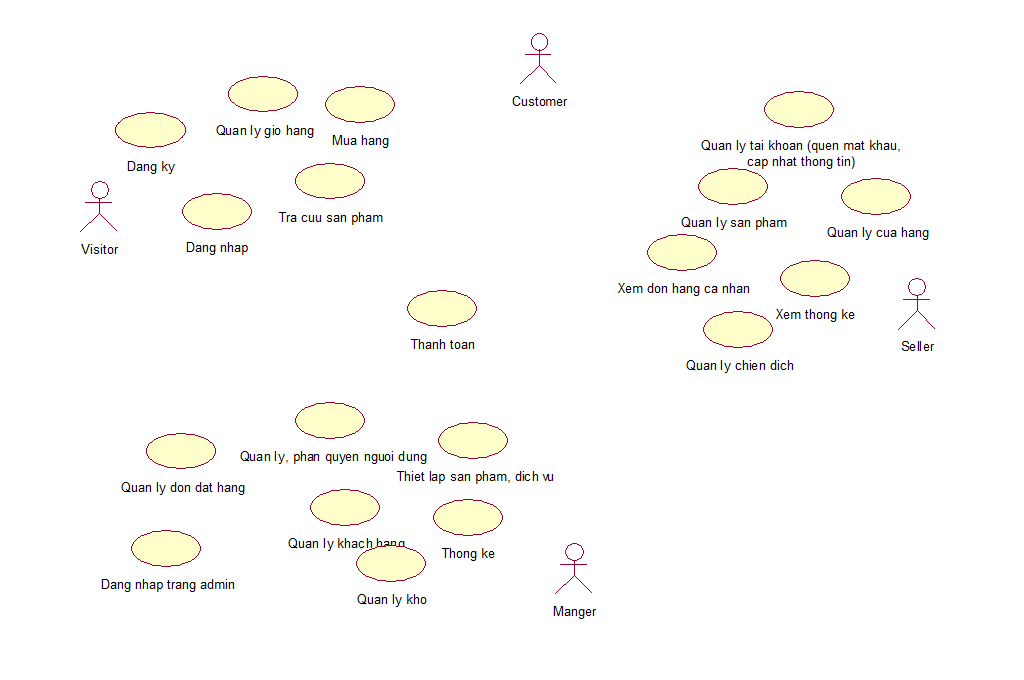 Customer
Quan ly gio hang
Mua hang
Dang ky
Quan ly tai khoan (quen mat khau,
cap nhat thong tin)
Tra cuu san pham
Quan ly san pham
Quan ly cua hang
Visitor
Dang nhap
Xem don hang ca nhan
Xem thong ke
Thanh toan
Seller
Quan ly chien dich
Quan ly, phan quyen nguoi dung
Thiet lap san pham, dich vu
Quan ly don dat hang
Quan ly khach hang
Thong ke
Dang nhap trang admin
Quan ly kho
Manger